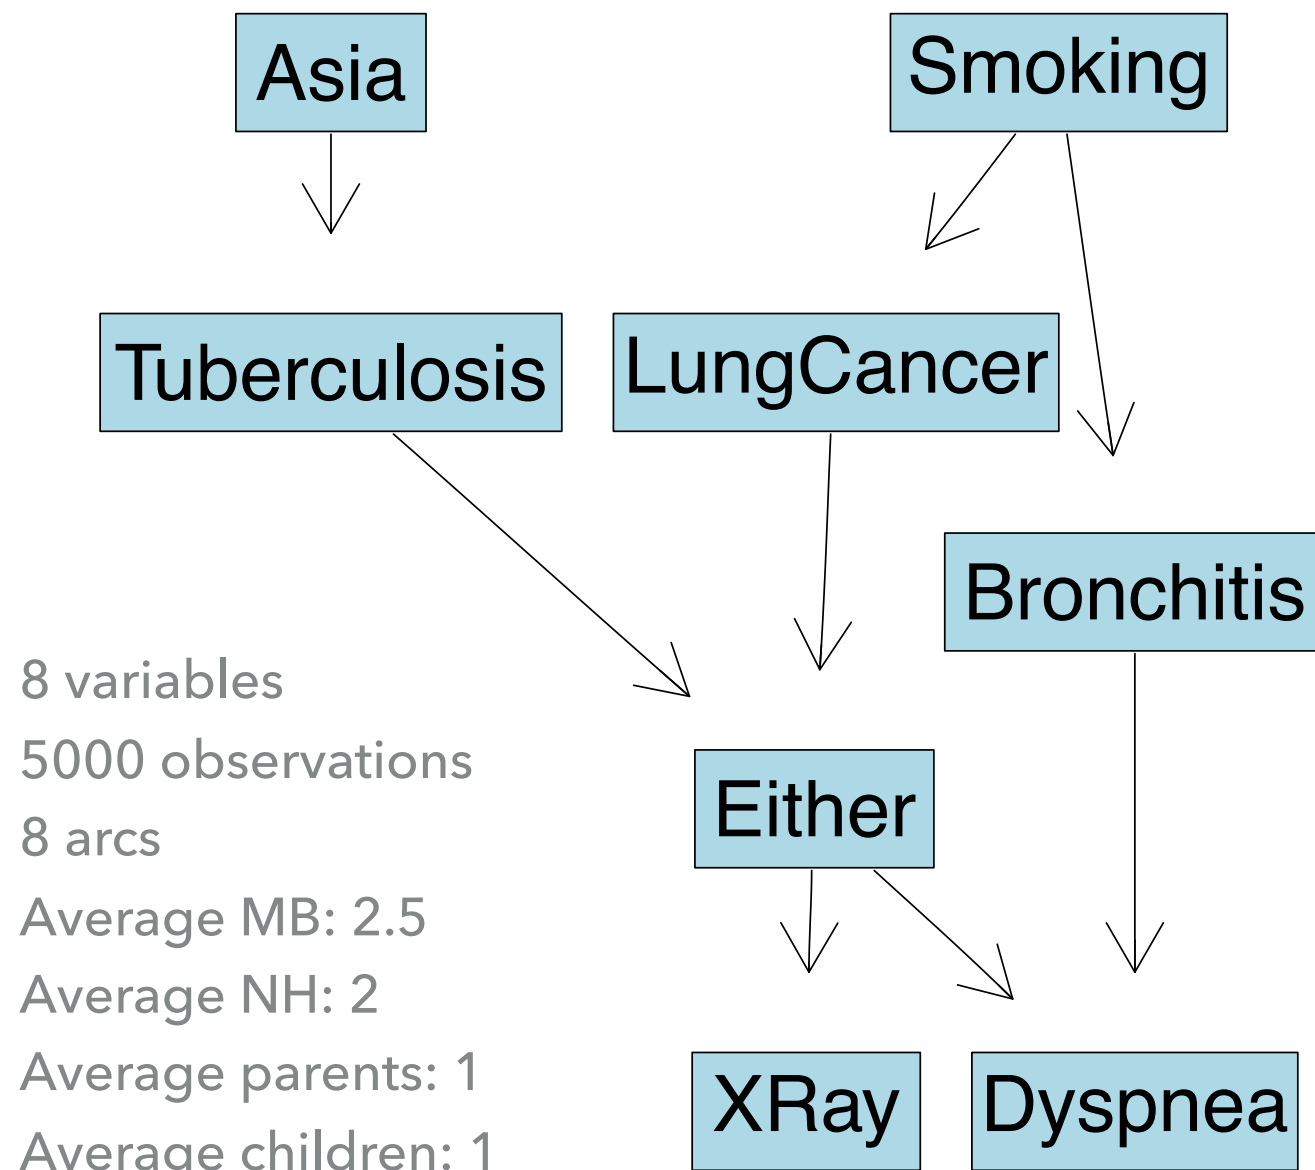 Asia
Smoking
Tuberculosis
LungCancer
Bronchitis
8 variables
5000 observations
Either
8 arcs
Average MB: 2.5
Average NH: 2
Average parents: 1
XRay
Dyspnea
Average children: 1